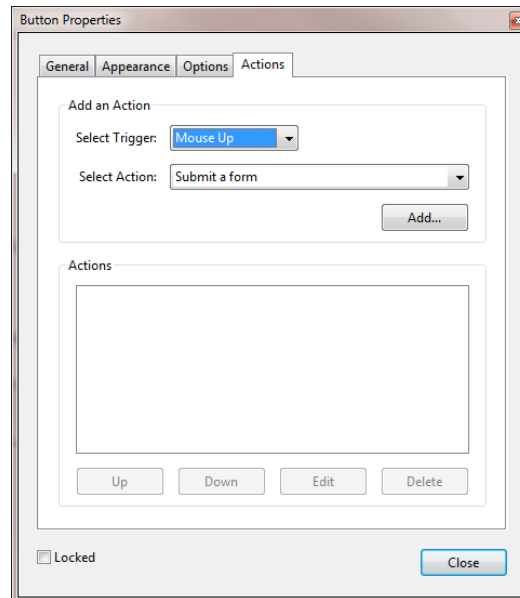 Button Properties
General Appearance Options Actions
Add an Action
Select Trigger: Mouse Up
Select Action: Submit a form
Add...
Actions
Up Down Edit Delete
Locked
Close